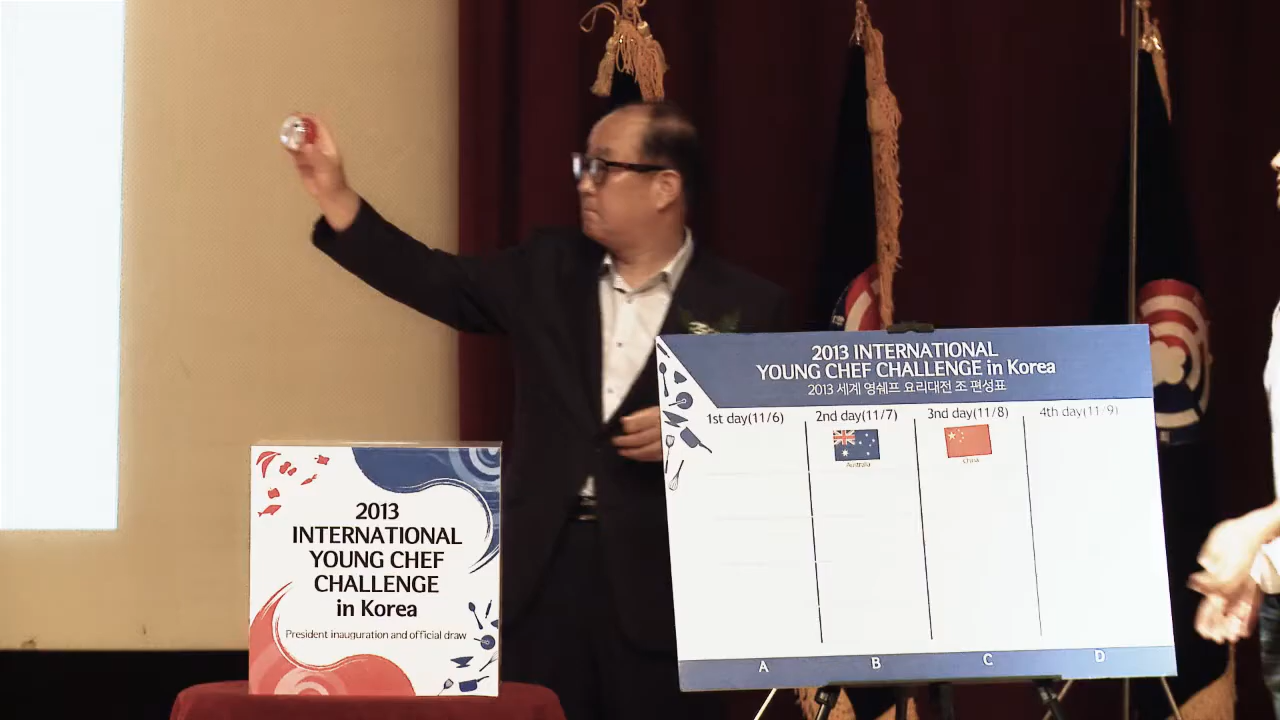 2013
INTERNATIONAL
YOUNG CHEF
CHALLENGE
in Korea
President inauguration and official draw
2013 INTERNATIONAL
YOUNG CHEF CHALLENGE in Korea
2013 세계 영쉐프 요리대전 조 편성표
1st day(11/6) 2nd day(11/7) 3nd day(11/8) 4th day(11/9)
Australia China
A B C D